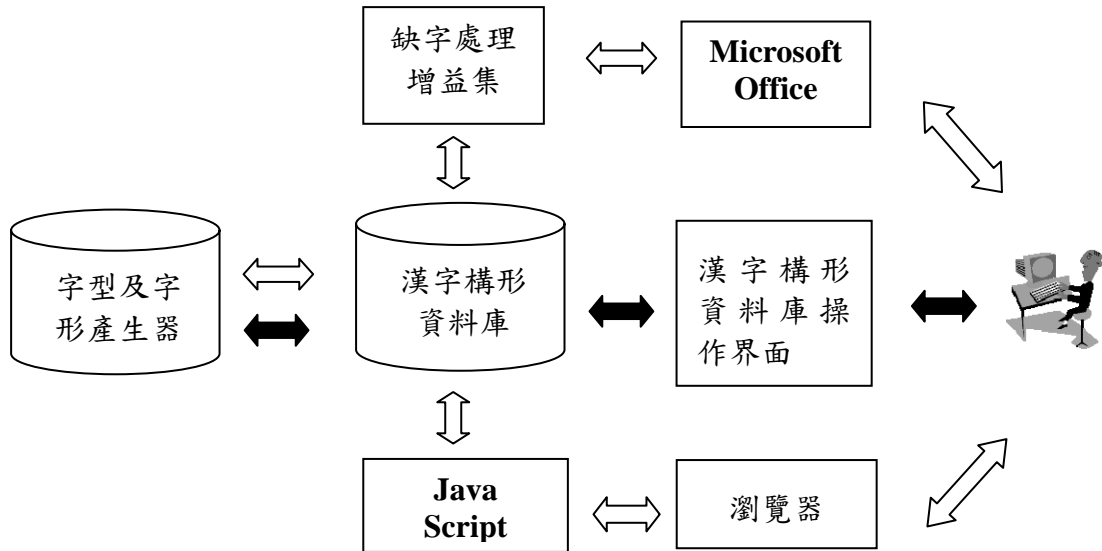 缺字處理
增益集
Microsoft
Office
字型及字
形產生器
漢字構形
資料庫
漢字構形
資料庫操
作界面
Java
Script
瀏覽器